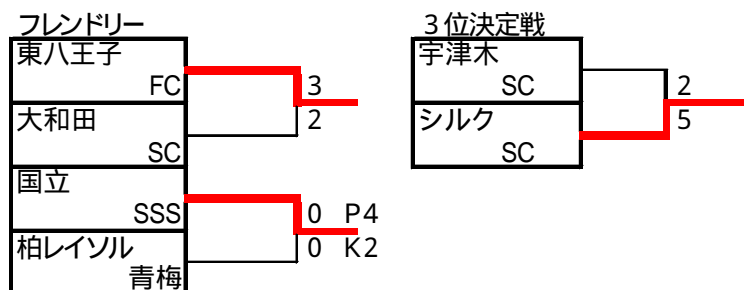 フレンドリー
東八王子
FC
3
大和田
2
SC
国立
SSS
0 P4
柏レイソル
0 K2
青梅
3位決定戦
宇津木
SC
2
シルク
5
SC